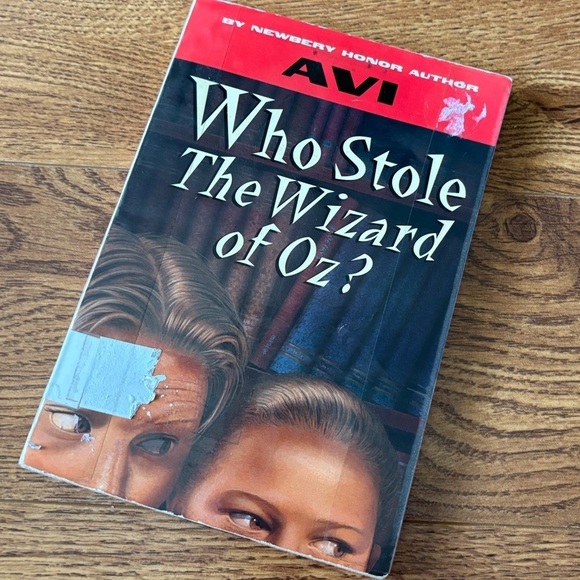 BY NEWBERY HONOR AUTHOR
AVI
Who Stole
The Wizard
of Oz?